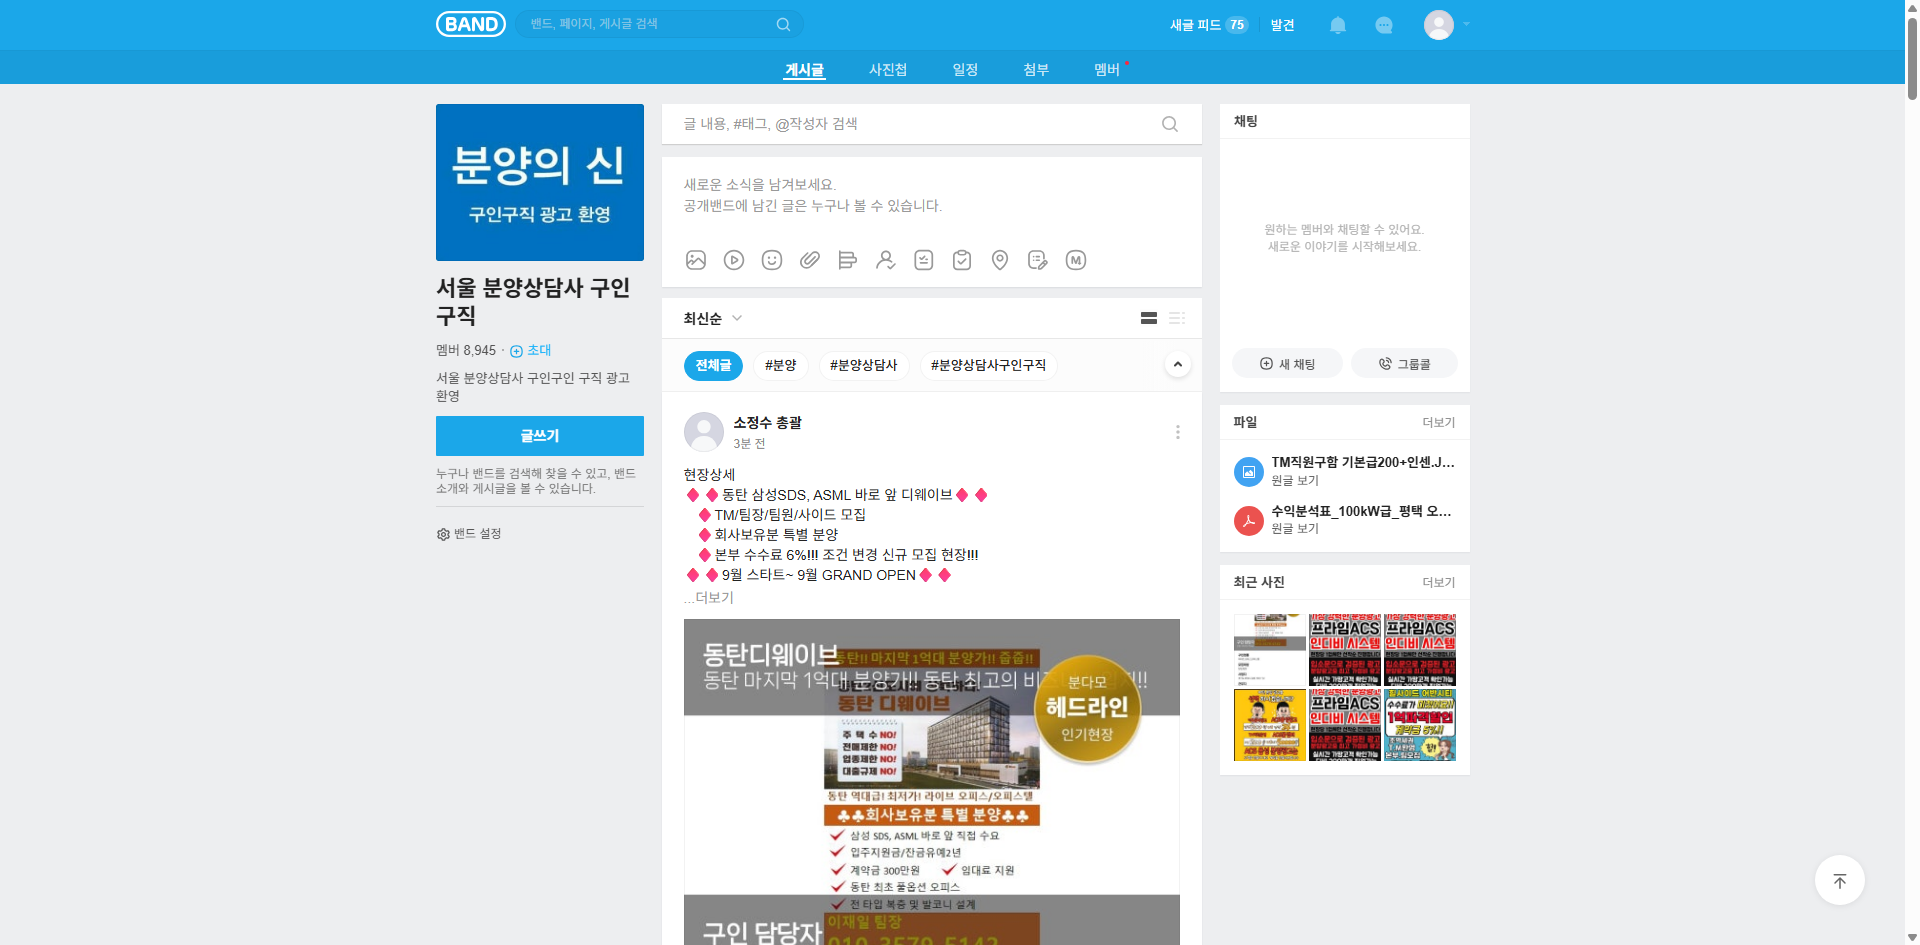 BAND
밴드, 페이지, 게시글 검색
새글 피드 75
발견
게시글
사진첩
일정
첨부
멤버
분양의 신
구인구직 광고 환영
서울 분양상담사 구인
구직
멤버 8,945 · 초대
서울 분양상담사 구인구인 구직 광고
환영
글쓰기
누구나 밴드를 검색해 찾을 수 있고, 밴드
소개와 게시글을 볼 수 있습니다.
밴드 설정
글 내용, #태그, @작성자 검색
새로운 소식을 남겨보세요.
공개밴드에 남긴 글은 누구나 볼 수 있습니다.
최신순
전체글
#분양
#분양상담사
#분양상담사구인구직
소정수 총괄
3분 전
현장상세
♦♦동탄 삼성SDS, ASML 바로 앞 디웨이브♦♦
♦TM/팀장/팀원/사이드 모집
♦회사보유분 특별 분양
♦본부 수수료 6%!!! 조건 변경 신규 모집 현장!!!
♦♦9월 스타트~ 9월 GRAND OPEN♦♦
...더보기
동탄디웨이브
동탄!! 마지막 1억대 분양가!! 줍줍!!
동탄 마지막 1억대 분양가!! 동탄 최고의
동탄 디웨이브
분다모
헤드라인
인기현장
주 택 수 NO!
전매제한 NO!
업종제한 NO!
대출규제 NO!
동탄 역대급! 최저가! 라이브 오피스/오피스텔
♣♣회사보유분 특별 분양♣♣
삼성 SDS, ASML 바로 앞 직접 수요
입주지원금/잔금유예2년
계약금 300만원
임대료 지원
동탄 최초 풀옵션 오피스
전 타입 복층 및 발코니 설계
구인 담당자
이재일 팀장
010-3579-5142
채팅
원하는 멤버와 채팅할 수 있어요.
새로운 이야기를 시작해보세요.
새 채팅
그룹콜
파일
더보기
TM직원구함 기본급200+인센.J...
원글 보기
수익분석표_100kW급_평택 오...
원글 보기
최근 사진
더보기
프라임ACS
인디비 시스템
프라임ACS
인디비 시스템
프라임ACS
인디비 시스템